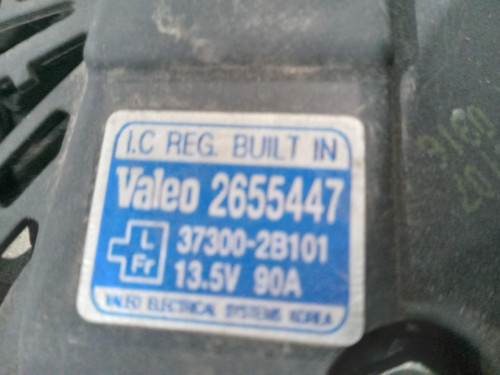 I.C REG. BUILT IN
Valeo 2655447
L
Fr
37300-2B101
13.5V 90A
VALEO ELECTRICAL SYSTEMS KOREA